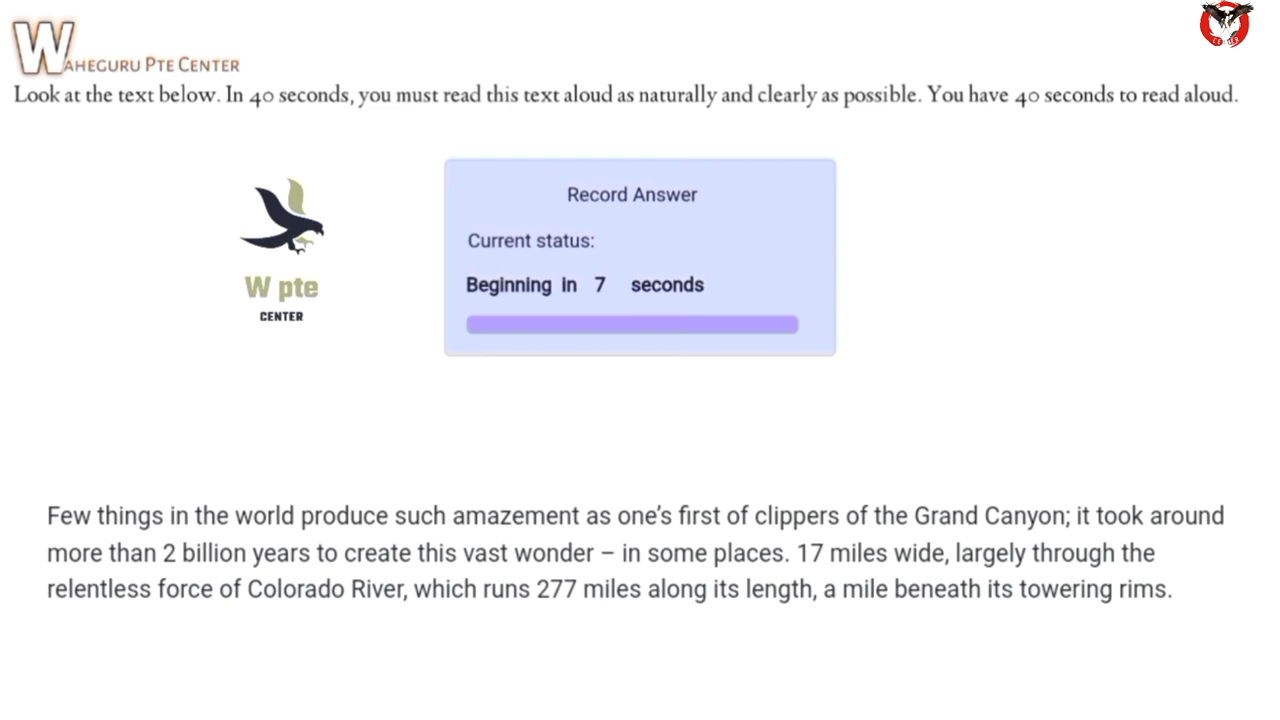 WAHEGURU PTE CENTER
Look at the text below. In 40 seconds, you must read this text aloud as naturally and clearly as possible. You have 40 seconds to read aloud.
Record Answer
Current status:
Beginning in 7 seconds
W pte
CENTER
Few things in the world produce such amazement as one's first of clippers of the Grand Canyon; it took around
more than 2 billion years to create this vast wonder – in some places. 17 miles wide, largely through the
relentless force of Colorado River, which runs 277 miles along its length, a mile beneath its towering rims.